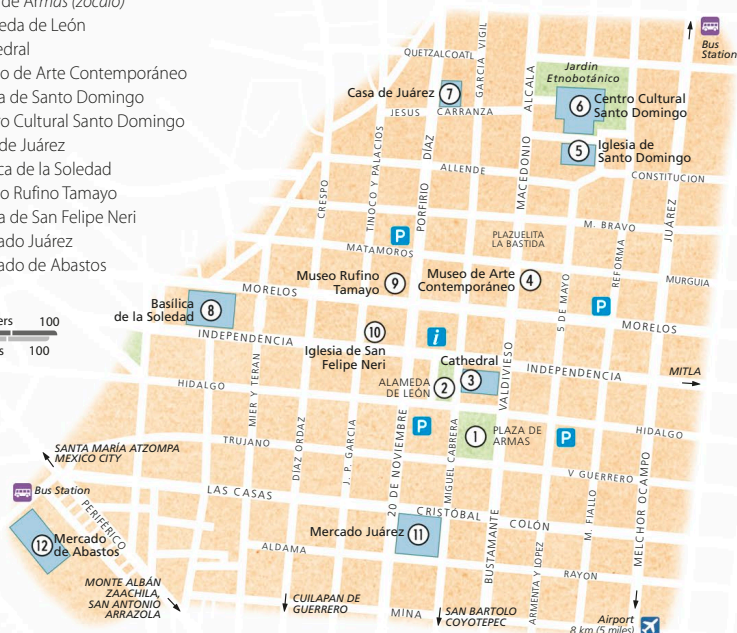 de Armas (zócalo)
eda de León
edral
o de Arte Contemporáneo
a de Santo Domingo
ro Cultural Santo Domingo
de Juárez
ca de la Soledad
o Rufino Tamayo
a de San Felipe Neri
ado Juárez
ado de Abastos
ers 100
s 100
Bus
Station
QUETZALCOATL
GARCIA VIGIL
ALCALA
Jardín
Etnobotánico
Casa de Juárez 7
6 Centro Cultural
Santo Domingo
JESUS CARRANZA
5 Iglesia de
Santo Domingo
TINOCO Y PALACIOS
DÍAZ
PORFIRIO
MACEDONIO
ALLENDE
CONSTITUCION
CRESPO
JUÁREZ
M. BRAVO
PLAZUELITA
LA BASTIDA
P
MATAMOROS
REFORMA
MURGUIA
Museo Rufino
Tamayo 9
Museo de Arte
Contemporáneo 4
MORELOS
5 DE MAYO
P
MORELOS
Basílica
de la Soledad
8
INDEPENDENCIA
10
Iglesia de San
Felipe Neri
i
Cathedral
3
VALDIVIESO
INDEPENDENCIA
MITLA
ALAMEDA
DE LEÓN
2
HIDALGO
MIER Y TERAN
P
1 PLAZA DE
ARMAS
P
HIDALGO
TRUJANO
DÍAZ ORDAZ
J. P. GARCIA
20 DE NOVIEMBRE
MIGUEL CABRERA
SANTA MARÍA ATZOMPA
MEXICO CITY
V GUERRERO
MELCHOR OCAMPO
Bus Station
LAS CASAS
CRISTÓBAL COLÓN
M. FIALLO
PERIFÉRICO
12 Mercado
de Abastos
Mercado Juárez 11
BUSTAMANTE
ARMENTA Y LOPEZ
ALDAMA
RAYON
MONTE ALBÁN
ZAACHILA,
SAN ANTONIO
ARRAZOLA
CUILAPAN DE
GUERRERO
MINA
SAN BARTOLO
COYOTEPEC
Airport
8 km (5 miles)